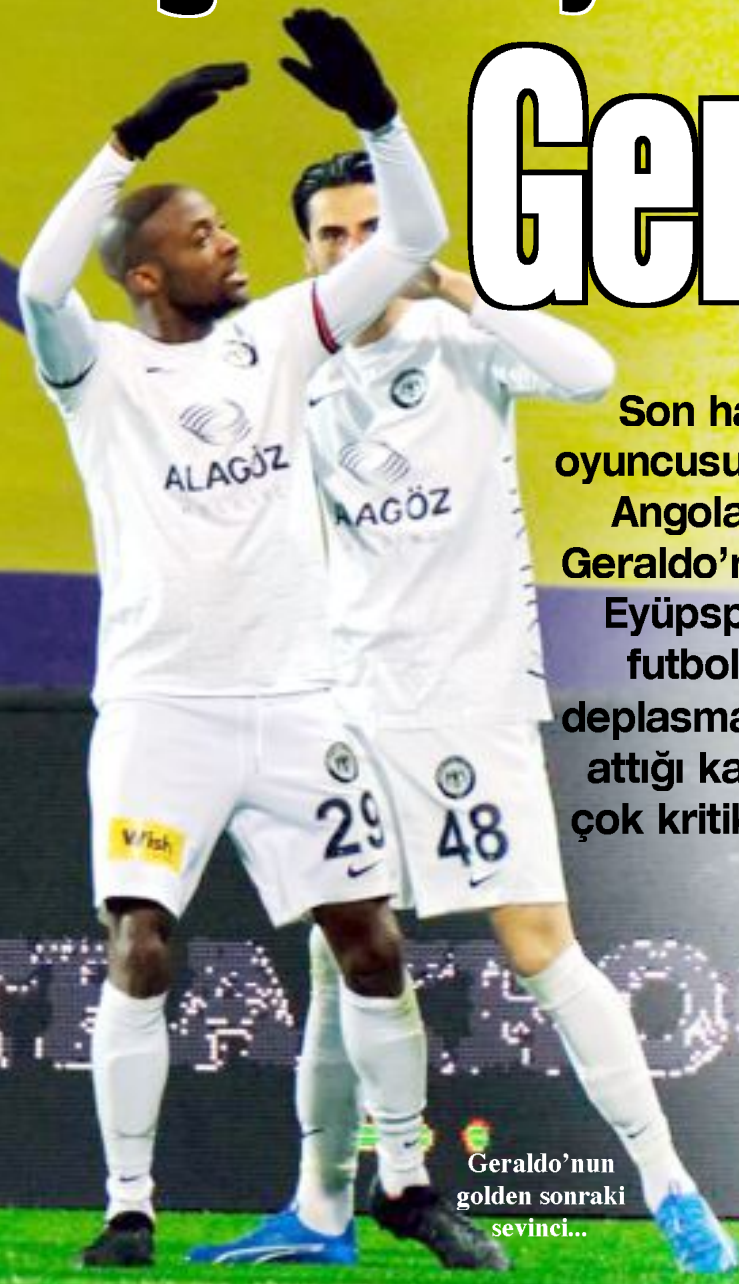 Ger
Son ha
oyuncusu
Angola
Geraldo'n
Eyüpsp
futbol
deplasma
attığı ka
çok kritik
ALAGÖZ
AAGÖZ
29
48
Wish
Geraldo'nun
golden sonraki
sevinci...